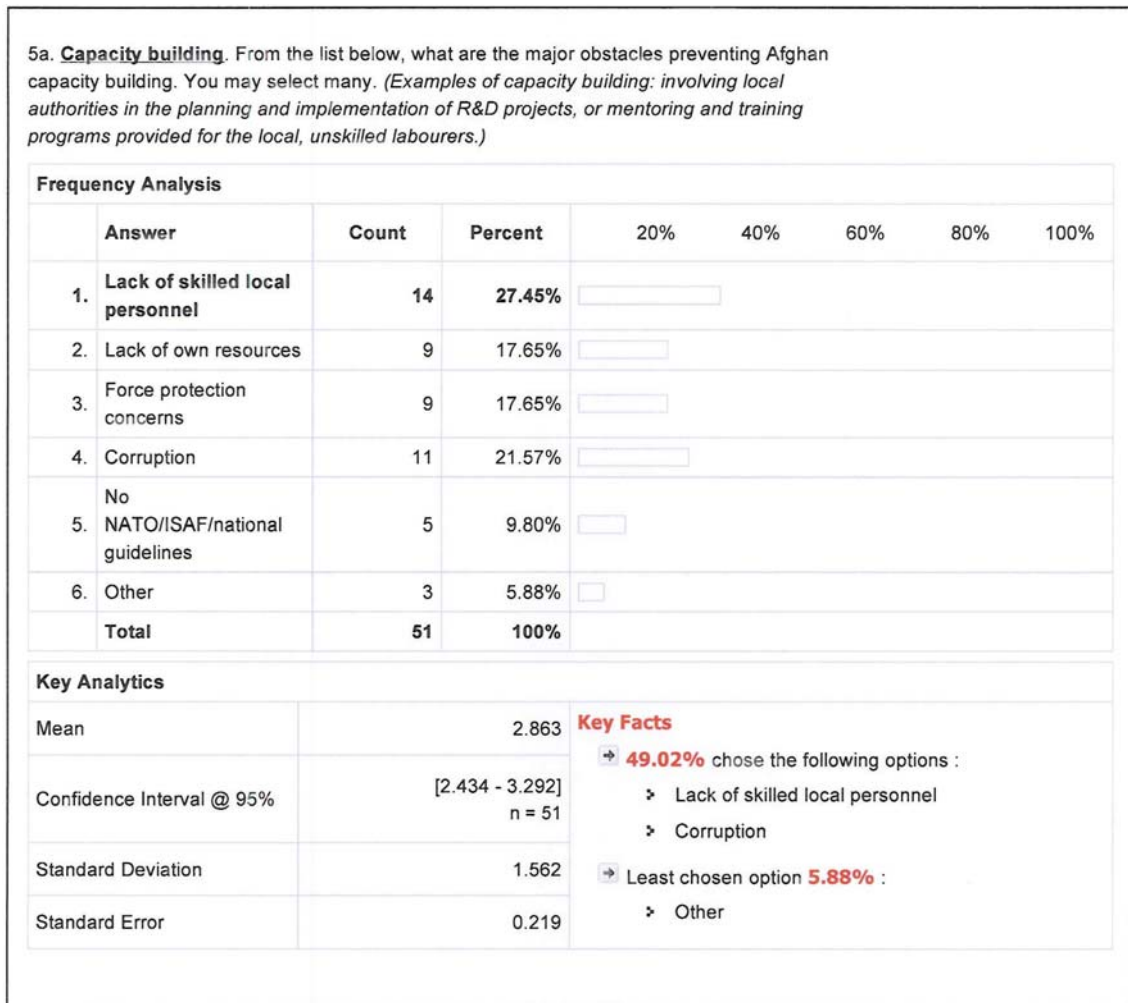 5a. Capacity building. From the list below, what are the major obstacles preventing Afghan
capacity building. You may select many. (Examples of capacity building: involving local
authorities in the planning and implementation of R&D projects, or mentoring and training
programs provided for the local, unskilled labourers.)
Frequency Analysis
Answer Count Percent 20% 40% 60% 80% 100%
1. Lack of skilled local
personnel 14 27.45%
2. Lack of own resources 9 17.65%
3. Force protection
concerns 9 17.65%
4. Corruption 11 21.57%
No
5. NATO/ISAF/national 5 9.80%
guidelines
6. Other 3 5.88%
Total 51 100%
Key Analytics
Mean 2.863
Confidence Interval @ 95% [2.434 - 3.292]
n = 51
Standard Deviation 1.562
Standard Error 0.219
Key Facts
49.02% chose the following options :
Lack of skilled local personnel
Corruption
Least chosen option 5.88% :
Other